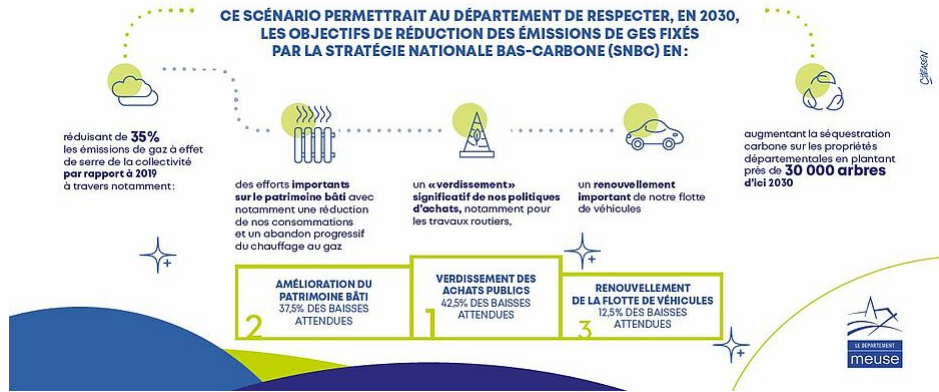 CE SCÉNARIO PERMETTRAIT AU DÉPARTEMENT DE RESPECTER, EN 2030,
LES OBJECTIFS DE RÉDUCTION DES ÉMISSIONS DE GES FIXÉS
PAR LA STRATÉGIE NATIONALE BAS-CARBONE (SNBC) EN :
réduisant de 35%
les émissions de gaz à effet
de serre de la collectivité
par rapport à 2019
à travers notamment :
des efforts importants
sur le patrimoine bâti avec
notamment une réduction
de nos consommations
et un abandon progressif
du chauffage au gaz
un «verdissement»
significatif de nos politiques
d'achats, notamment pour
les travaux routiers,
un renouvellement
important de notre flotte
de véhicules
augmentant la séquestration
carbone sur les propriétés
départementales en plantant
près de 30 000 arbres
d'ici 2030
AMÉLIORATION DU
PATRIMOINE BÂTI
37,5% DES BAISSES
ATTENDUES
2
VERDISSEMENT DES
ACHATS PUBLICS
42,5% DES BAISSES
ATTENDUES
1
RENOUVELLEMENT
DE LA FLOTTE DE VÉHICULES
12,5% DES BAISSES
ATTENDUES
3
LE DÉPARTEMENT
meuse